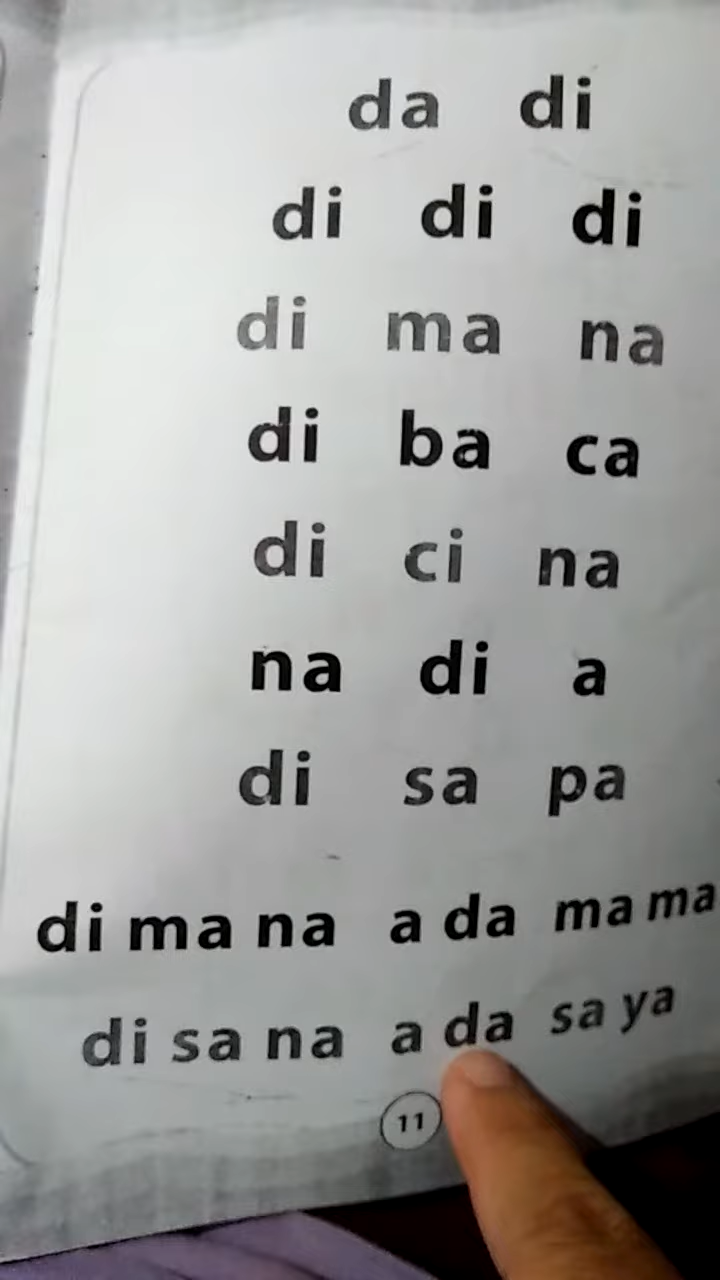 da di
di di di
di ma na
di ba ca
di ci na
na di a
di sa pa
di ma na a da ma ma
di sa na a da sa ya
11